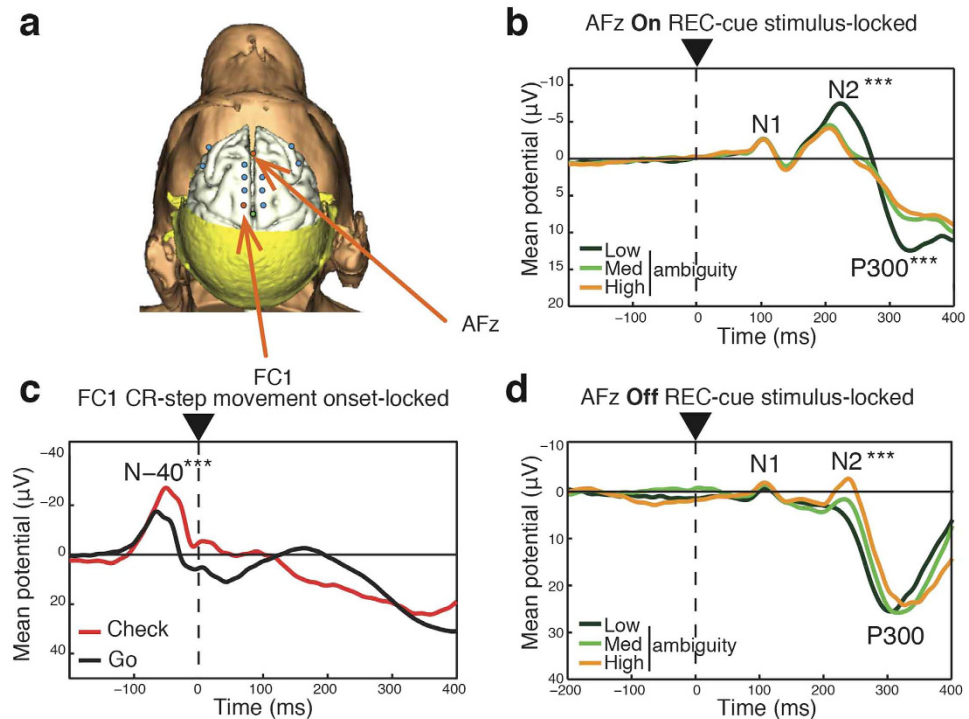 a
AFz
FC1
b
AFz On REC-cue stimulus-locked
Mean potential (µV)
−10
−5
0
5
10
15
20
N1
N2 ***
P300***
Low
Med
High
ambiguity
−100 0 100 200 300 400
Time (ms)
c
FC1 CR-step movement onset-locked
Mean potential (µV)
−40
−20
0
20
40
N−40***
Check
Go
−100 0 100 200 300 400
Time (ms)
d
AFz Off REC-cue stimulus-locked
Mean potential (µV)
−10
0
10
20
30
40
N1
N2 ***
P300
Low
Med
High
ambiguity
−200 −100 0 100 200 300 400
Time (ms)